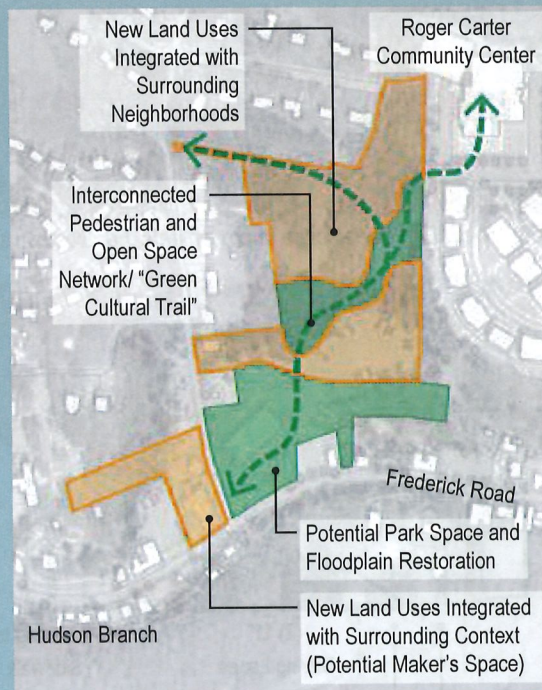 New Land Uses
Integrated with
Surrounding
Neighborhoods
Roger Carter
Community Center
Interconnected
Pedestrian and
Open Space
Network/ “Green
Cultural Trail”
Frederick Road
Potential Park Space and
Floodplain Restoration
New Land Uses Integrated
with Surrounding Context
(Potential Maker’s Space)
Hudson Branch